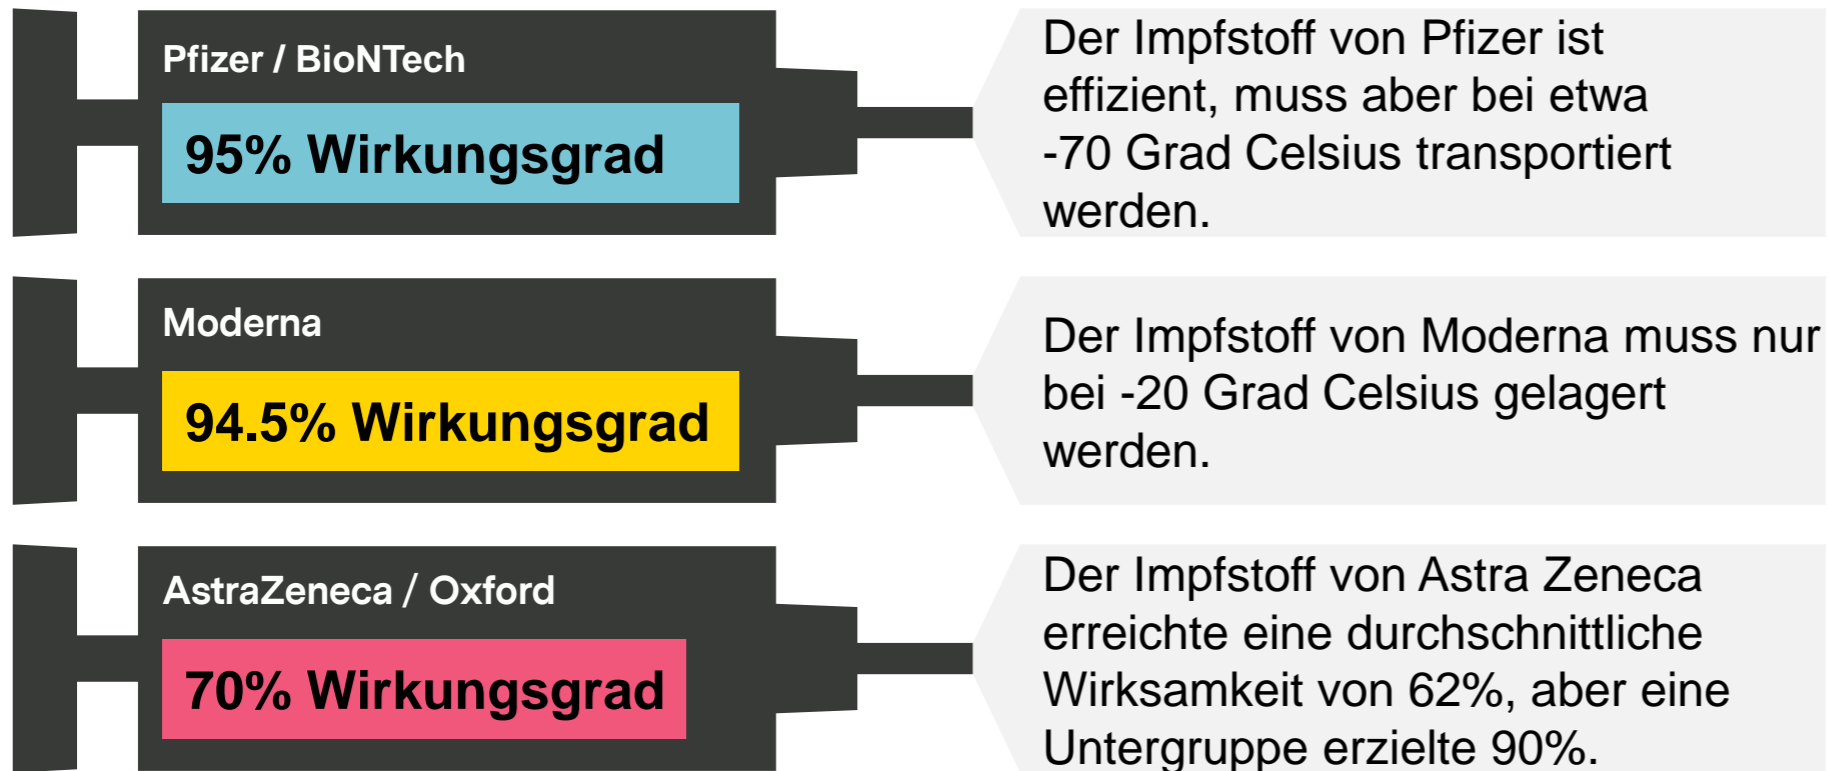 Pfizer / BioNTech
95% Wirkungsgrad
Der Impfstoff von Pfizer ist
effizient, muss aber bei etwa
-70 Grad Celsius transportiert
werden.
Moderna
94.5% Wirkungsgrad
Der Impfstoff von Moderna muss nur
bei -20 Grad Celsius gelagert
werden.
AstraZeneca / Oxford
70% Wirkungsgrad
Der Impfstoff von Astra Zeneca
erreichte eine durchschnittliche
Wirksamkeit von 62%, aber eine
Untergruppe erzielte 90%.